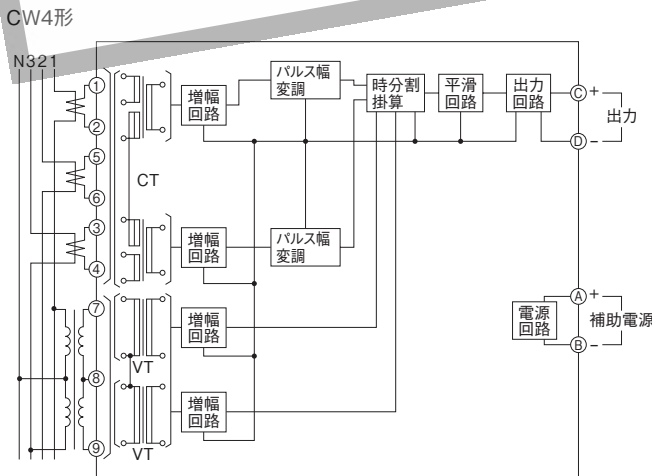 CW4形
N321
①
②
⑤
⑥
③
④
⑦
⑧
⑨
CT
VT
VT
増幅
回路
増幅
回路
増幅
回路
増幅
回路
パルス幅
変調
パルス幅
変調
時分割
掛算
平滑
回路
出力
回路
Ⓒ +
出力
Ⓓ −
電源
回路
Ⓐ +
補助電源
Ⓑ −